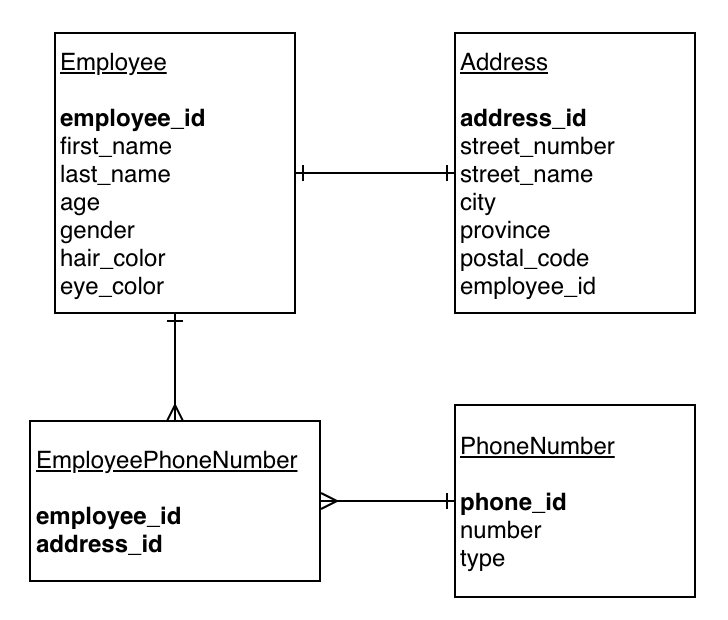 Employee
employee_id
first_name
last_name
age
gender
hair_color
eye_color
Address
address_id
street_number
street_name
city
province
postal_code
employee_id
EmployeePhoneNumber
employee_id
address_id
PhoneNumber
phone_id
number
type